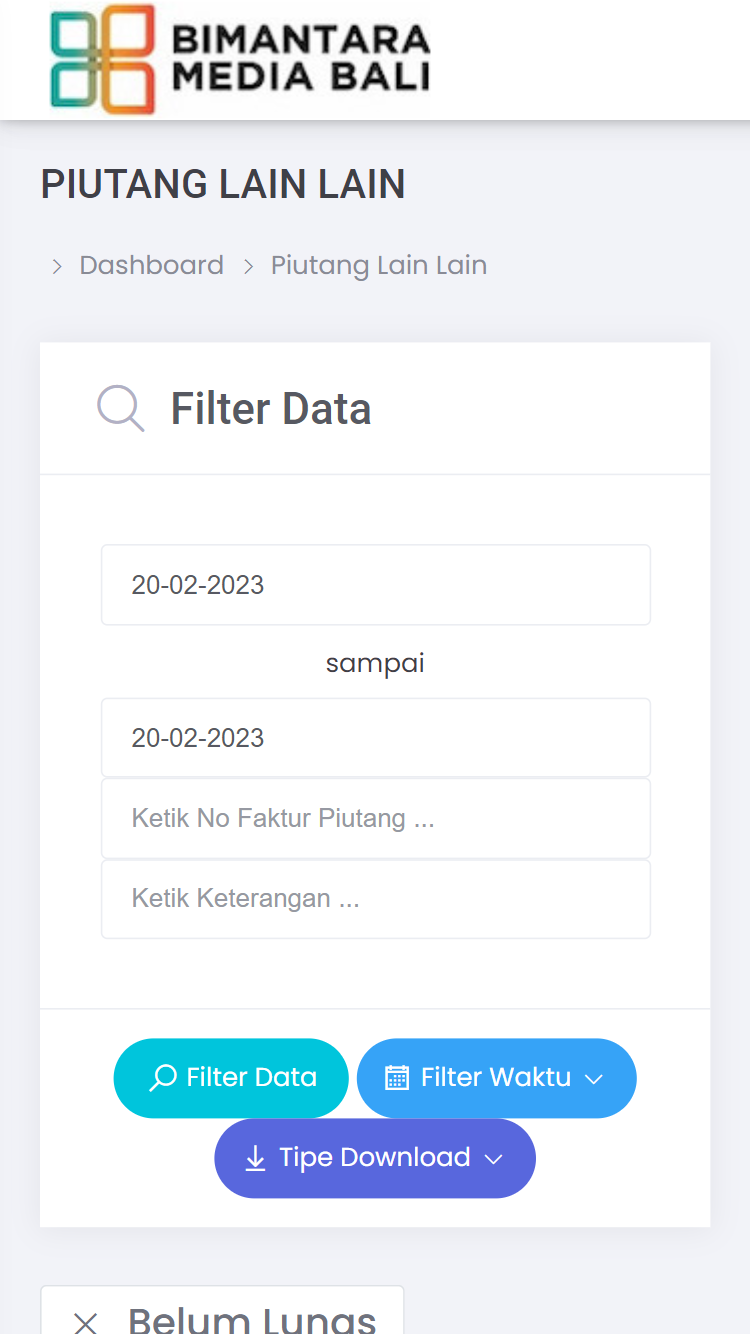 BIMANTARA
MEDIA BALI
PIUTANG LAIN LAIN
Dashboard
Piutang Lain Lain
Filter Data
20-02-2023
sampai
20-02-2023
Ketik No Faktur Piutang ...
Ketik Keterangan ...
Filter Data
Filter Waktu
Tipe Download
Belum Lunas